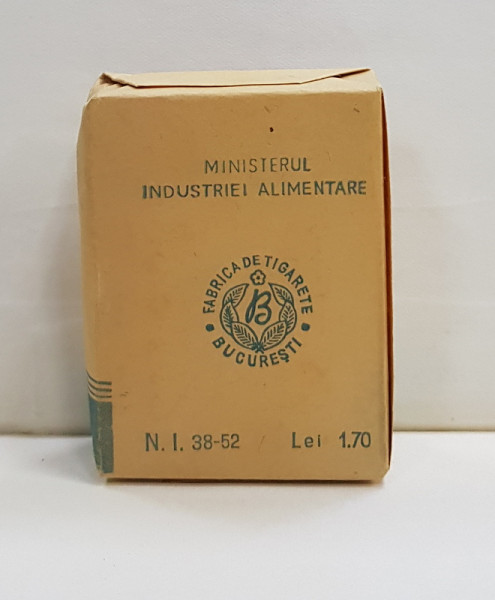 MINISTERUL
INDUSTRIEI ALIMENTARE
FABRICA DE TIGARETE
B
BUCUREȘTI
N. I. 38-52 Lei 1.70